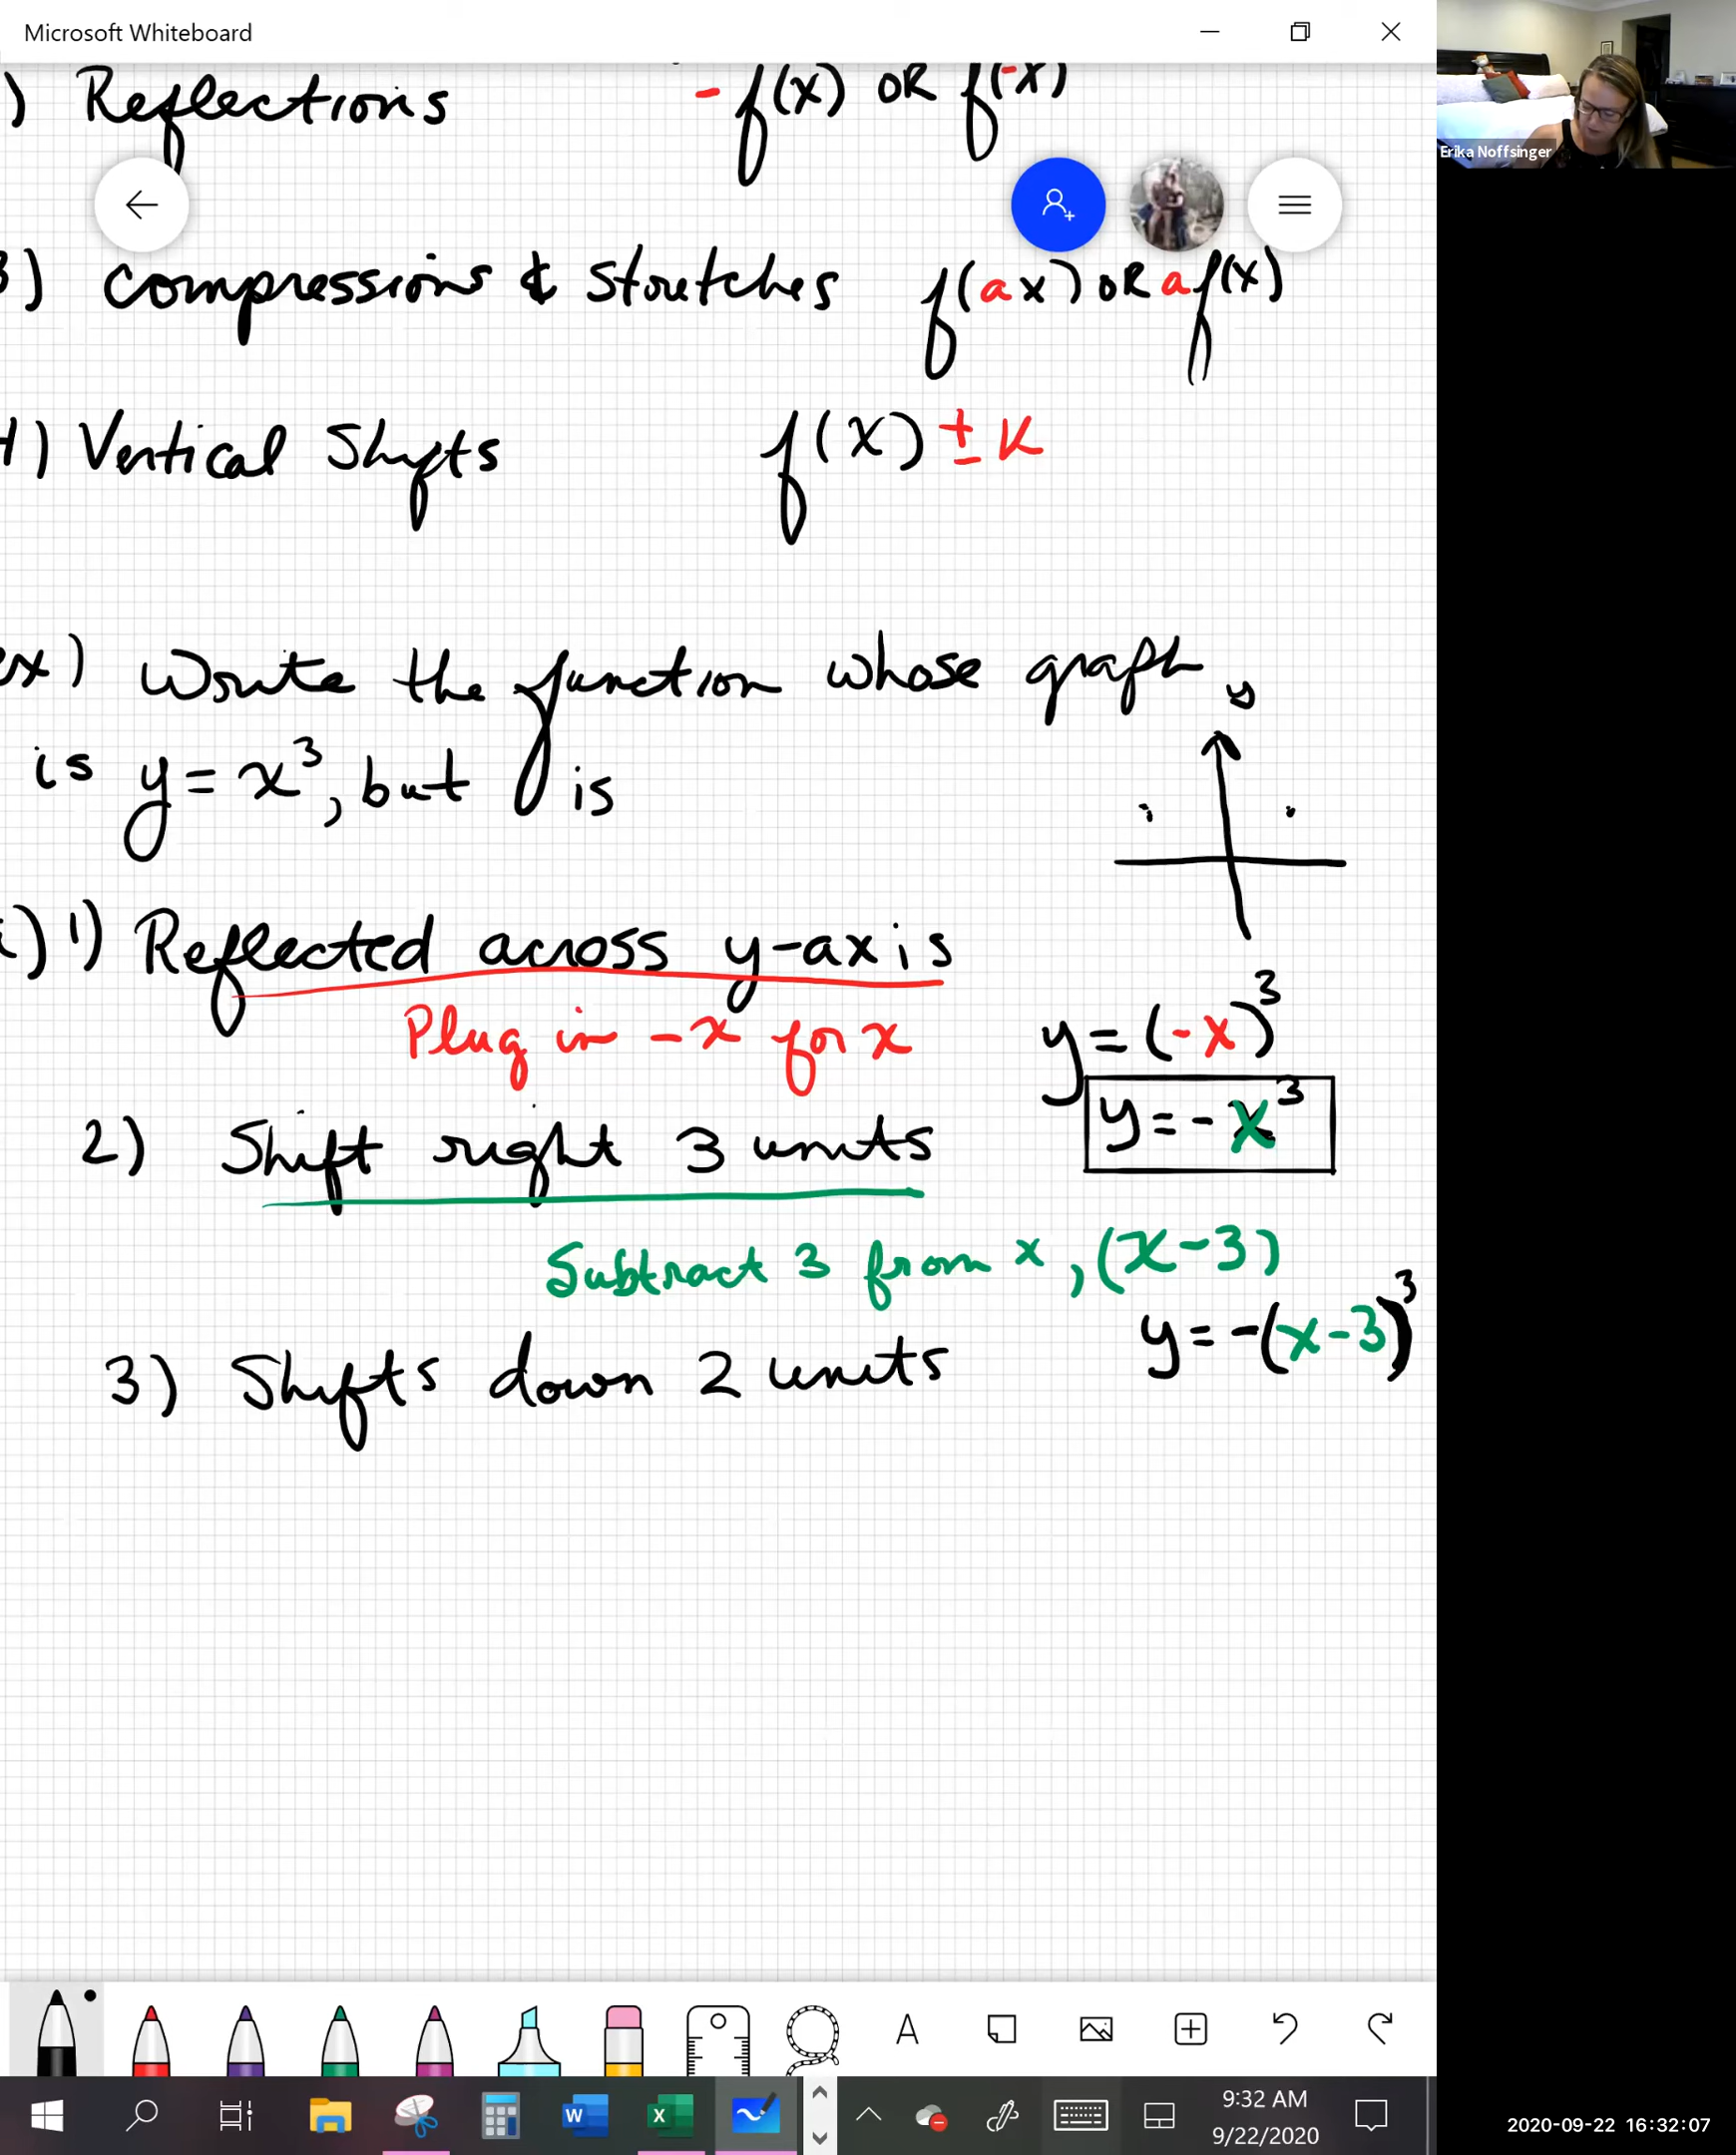 Microsoft Whiteboard
) Reflections -f(x) OR f(-x)
Erika Noffsinger
3) Compressions & Stretches f(ax) OR af(x)
4) Vertical Shifts f(x) ± K
ex) Write the function whose graph
y
is y = x³, but is
1) Reflected across y-axis
Plug in -x for x y = (-x)³
y = -x³
2) Shift right 3 units
Subtract 3 from x, (x-3)
y = -(x-3)³
3) Shifts down 2 units
A
W
X
9:32 AM
9/22/2020
2020-09-22 16:32:07